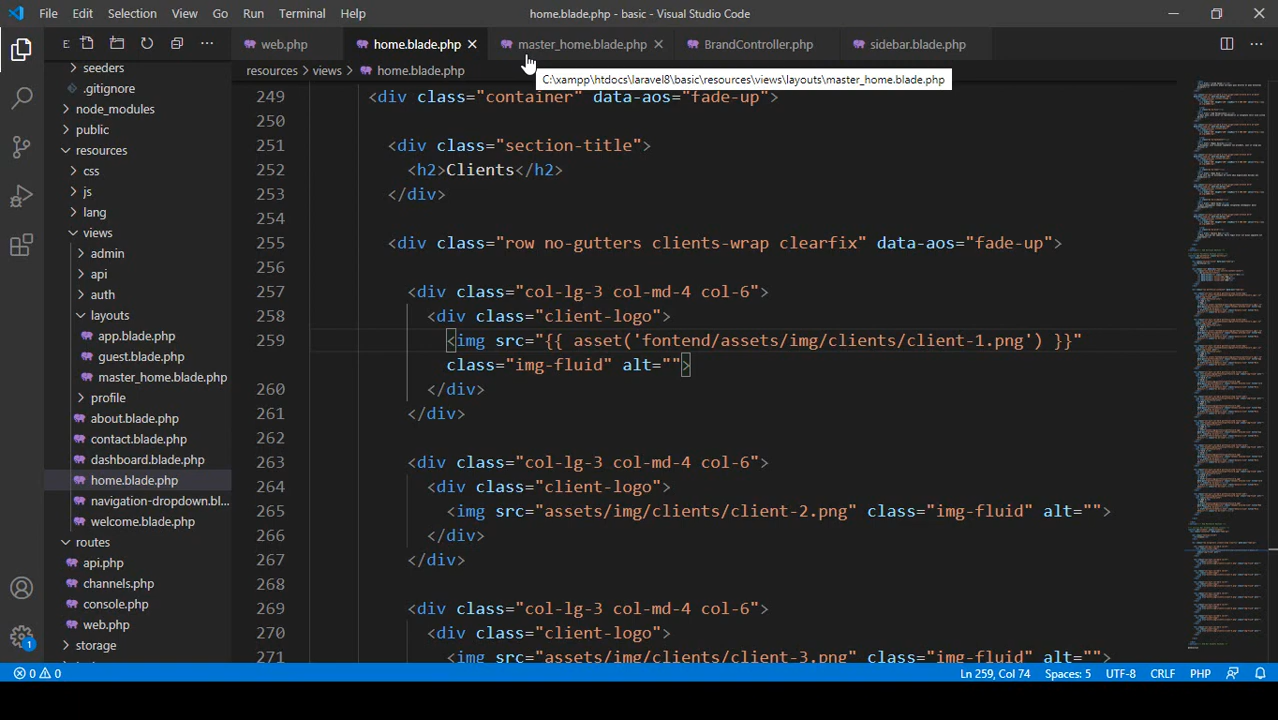 File Edit Selection View Go Run Terminal Help home.blade.php - basic - Visual Studio Code
E
web.php home.blade.php master_home.blade.php BrandController.php sidebar.blade.php
resources > views > home.blade.php
C:\xampp\htdocs\laravel8\basic\resources\views\layouts\master_home.blade.php
seeders
.gitignore
node_modules
public
resources
css
js
lang
views
admin
api
auth
layouts
app.blade.php
guest.blade.php
master_home.blade.php
profile
about.blade.php
contact.blade.php
dashboard.blade.php
home.blade.php
navigation-dropdown.bl...
welcome.blade.php
routes
api.php
channels.php
console.php
web.php
storage
249 <div class="container" data-aos="fade-up">
250
251 <div class="section-title">
252 <h2>Clients</h2>
253 </div>
254
255 <div class="row no-gutters clients-wrap clearfix" data-aos="fade-up">
256
257 <div class="col-lg-3 col-md-4 col-6">
258 <div class="client-logo">
259 <img src="{{ asset('fontend/assets/img/clients/client-1.png') }}"
class="img-fluid" alt="">
260 </div>
261 </div>
262
263 <div class="col-lg-3 col-md-4 col-6">
264 <div class="client-logo">
265 <img src="assets/img/clients/client-2.png" class="img-fluid" alt="">
266 </div>
267 </div>
268
269 <div class="col-lg-3 col-md-4 col-6">
270 <div class="client-logo">
271 <img src="assets/img/clients/client-3.png" class="img-fluid" alt="">
1
0 0 Ln 259, Col 74 Spaces: 5 UTF-8 CRLF PHP